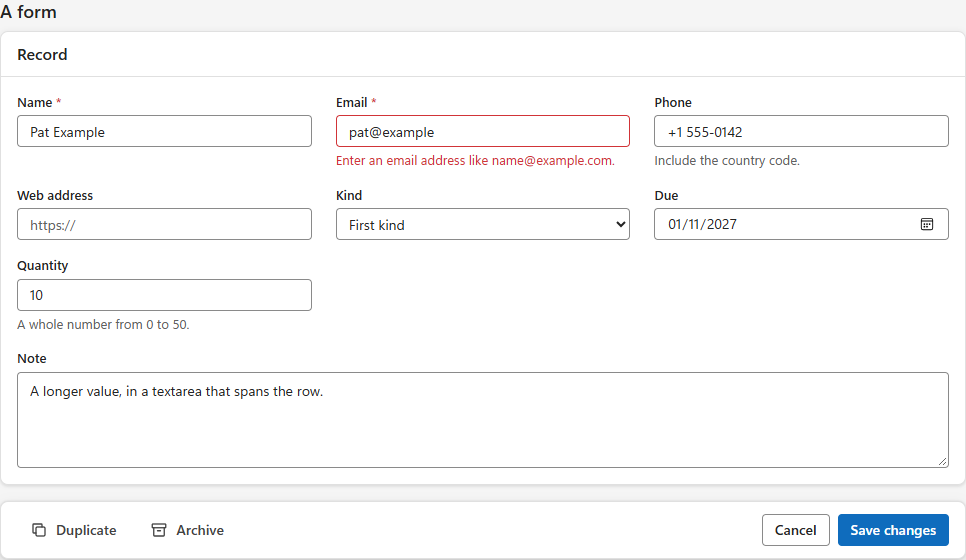 A form
Record
Name *
Email *
Phone
Pat Example
pat@example
+1 555-0142
Enter an email address like name@example.com.
Include the country code.
Web address
Kind
Due
https://
First kind
01/11/2027
Quantity
10
A whole number from 0 to 50.
Note
A longer value, in a textarea that spans the row.
Duplicate
Archive
Cancel
Save changes